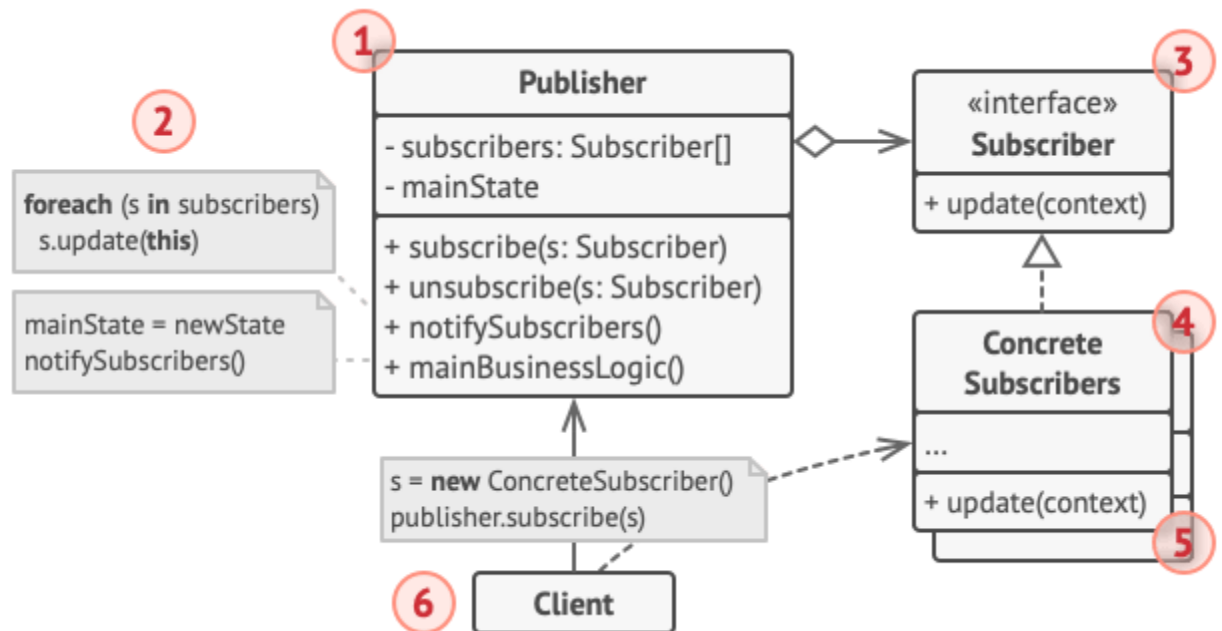 1
Publisher
- subscribers: Subscriber[]
- mainState
+ subscribe(s: Subscriber)
+ unsubscribe(s: Subscriber)
+ notifySubscribers()
+ mainBusinessLogic()
2
foreach (s in subscribers)
s.update(this)
mainState = newState
notifySubscribers()
3
«interface»
Subscriber
+ update(context)
4
Concrete
Subscribers
...
+ update(context)
5
s = new ConcreteSubscriber()
publisher.subscribe(s)
6
Client